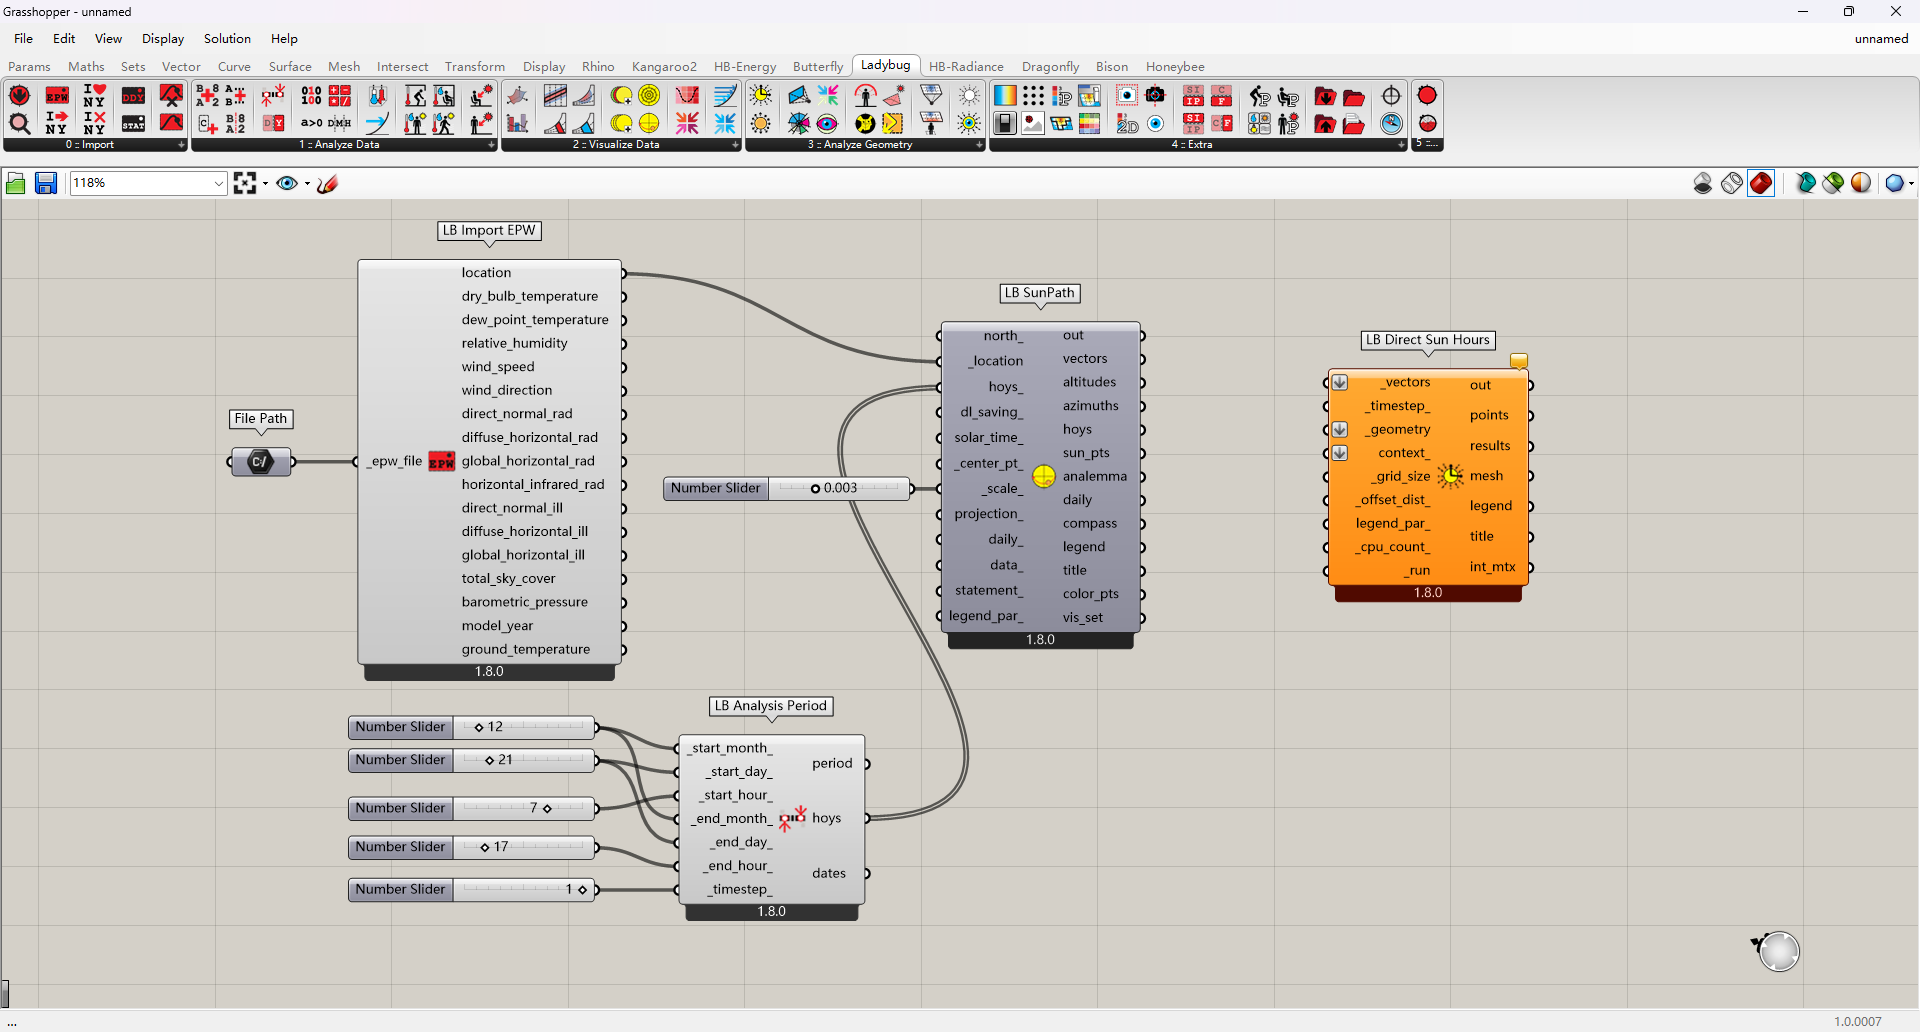 Grasshopper - unnamed
File Edit View Display Solution Help unnamed
Params Maths Sets Vector Curve Surface Mesh Intersect Transform Display Rhino Kangaroo2 HB-Energy Butterfly Ladybug HB-Radiance Dragonfly Bison Honeybee
0 :: Import 1 :: Analyze Data 2 :: Visualize Data 3 :: Analyze Geometry 4 :: Extra 5 ::...
118%
LB Import EPW
location
dry_bulb_temperature
dew_point_temperature
relative_humidity
wind_speed
wind_direction
direct_normal_rad
diffuse_horizontal_rad
_epw_file EPW global_horizontal_rad
horizontal_infrared_rad
direct_normal_ill
diffuse_horizontal_ill
global_horizontal_ill
total_sky_cover
barometric_pressure
model_year
ground_temperature
1.8.0
File Path
C:/
Number Slider 0.003
LB SunPath
north_ out
_location vectors
hoys_ altitudes
dl_saving_ azimuths
solar_time_ hoys
_center_pt_ sun_pts
_scale_ analemma
projection_ daily
daily_ compass
data_ legend
statement_ title
legend_par_ color_pts
vis_set
1.8.0
LB Direct Sun Hours
_vectors out
_timestep_ points
_geometry results
context_ mesh
_grid_size legend
_offset_dist_ title
legend_par_ int_mtx
_cpu_count_
_run
1.8.0
Number Slider 12
Number Slider 21
Number Slider 7
Number Slider 17
Number Slider 1
LB Analysis Period
_start_month_ period
_start_day_
_start_hour_
_end_month_ hoys
_end_day_
_end_hour_ dates
_timestep_
1.8.0
... 1.0.0007